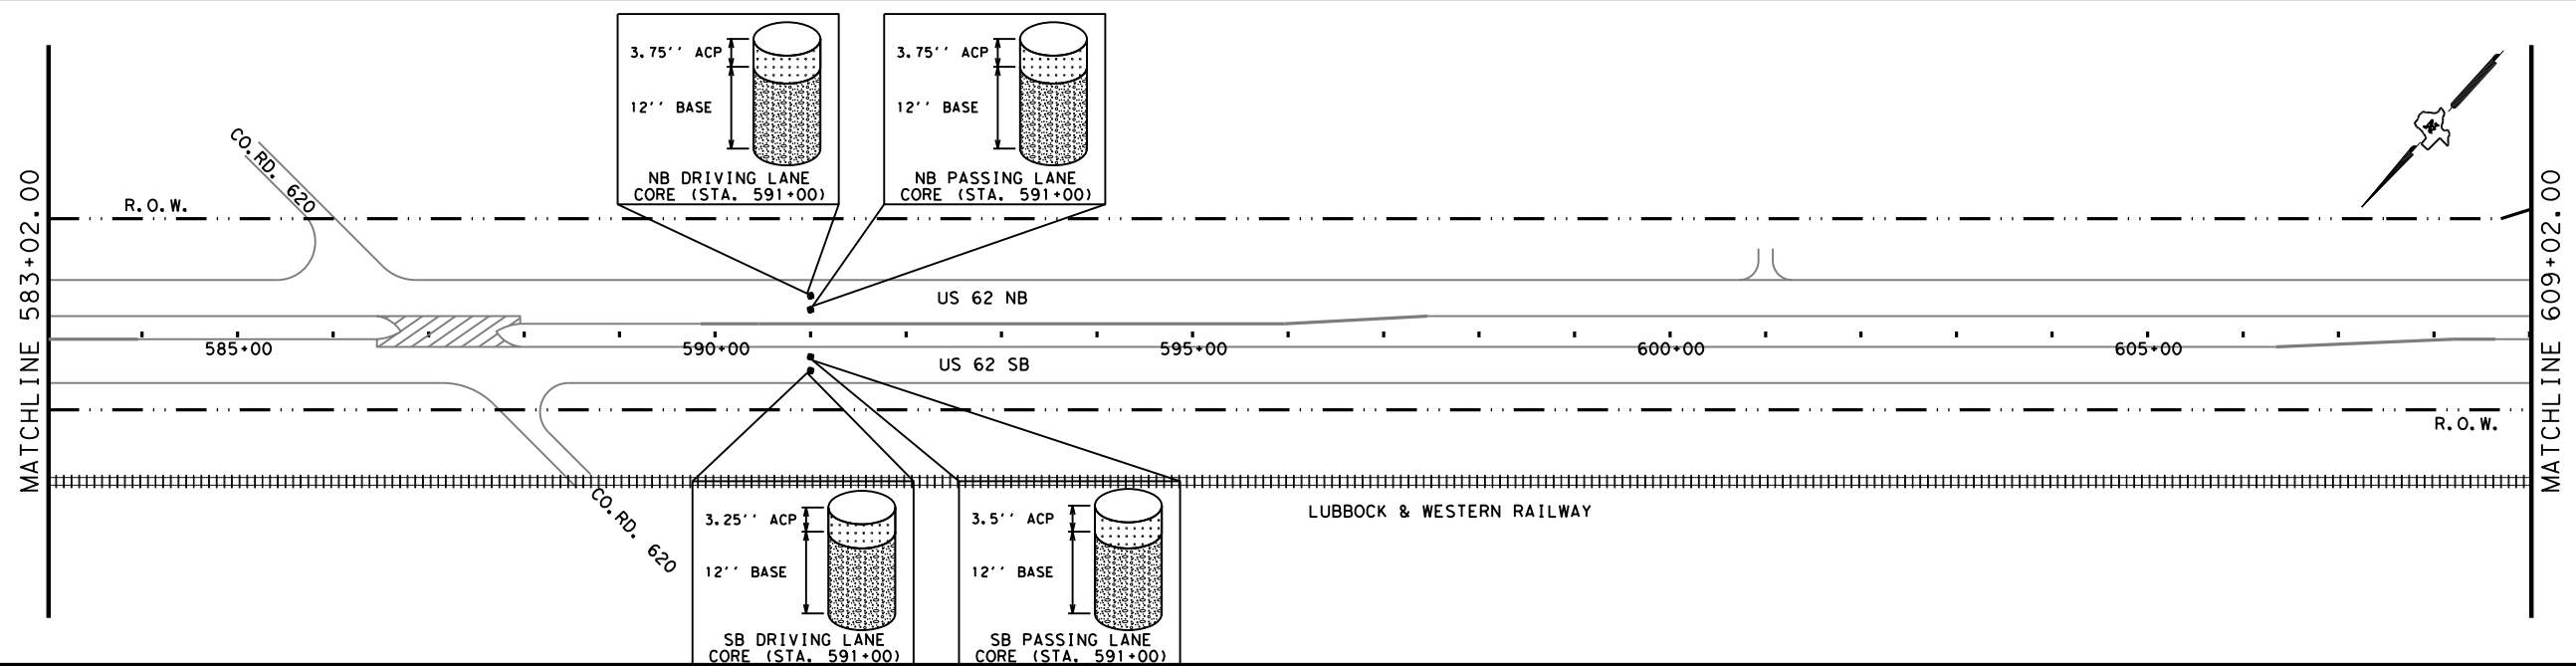 3.75'' ACP
12'' BASE
NB DRIVING LANE
CORE (STA. 591+00)
3.75'' ACP
12'' BASE
NB PASSING LANE
CORE (STA. 591+00)
CO. RD. 620
R.O.W.
MATCHLINE 583+02.00
MATCHLINE 609+02.00
US 62 NB
585+00
590+00
595+00
600+00
605+00
US 62 SB
R.O.W.
CO. RD. 620
LUBBOCK & WESTERN RAILWAY
3.25'' ACP
12'' BASE
SB DRIVING LANE
CORE (STA. 591+00)
3.5'' ACP
12'' BASE
SB PASSING LANE
CORE (STA. 591+00)